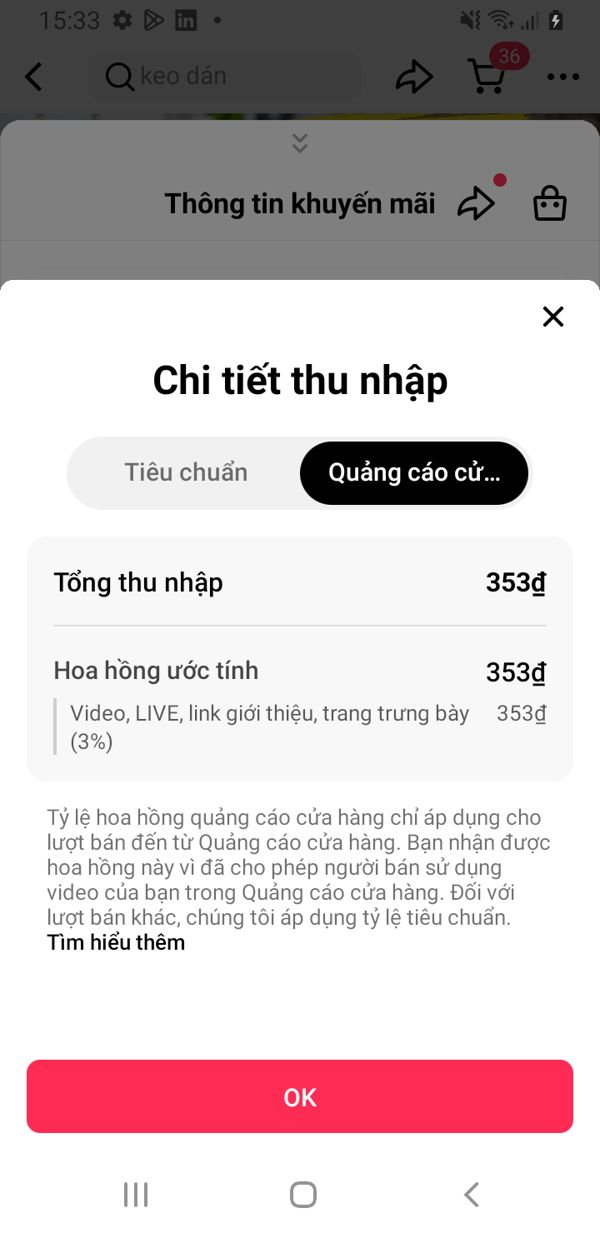 15:33
keo dán
36
Thông tin khuyến mãi
Chi tiết thu nhập
Tiêu chuẩn
Quảng cáo cử...
Tổng thu nhập
353₫
Hoa hồng ước tính
353₫
Video, LIVE, link giới thiệu, trang trưng bày
353₫
(3%)
Tỷ lệ hoa hồng quảng cáo cửa hàng chỉ áp dụng cho
lượt bán đến từ Quảng cáo cửa hàng. Bạn nhận được
hoa hồng này vì đã cho phép người bán sử dụng
video của bạn trong Quảng cáo cửa hàng. Đối với
lượt bán khác, chúng tôi áp dụng tỷ lệ tiêu chuẩn.
Tìm hiểu thêm
OK